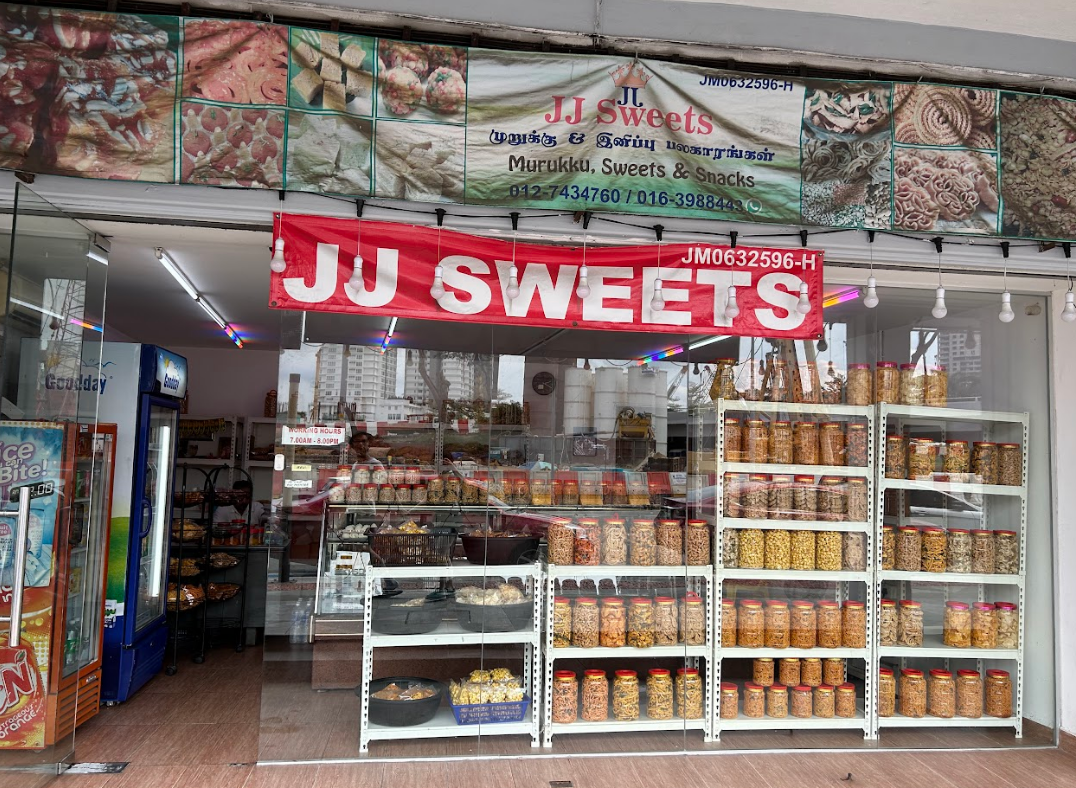 JM0632596-H
JJ
JJ Sweets
முறுக்கு & இனிப்பு பலகாரங்கள்
Murukku, Sweets & Snacks
012-7434760 / 016-3988443
JM0632596-H
JJ SWEETS
Goodday
Goodday
WORKING HOURS
7.00AM - 8.00PM
Bite!